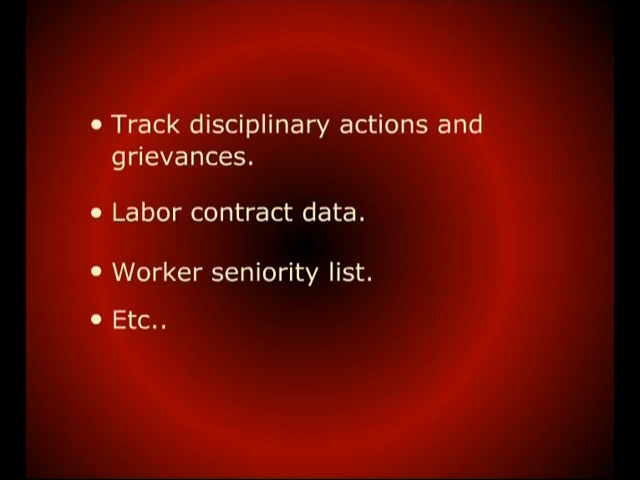 • Track disciplinary actions and
grievances.
• Labor contract data.
• Worker seniority list.
• Etc..